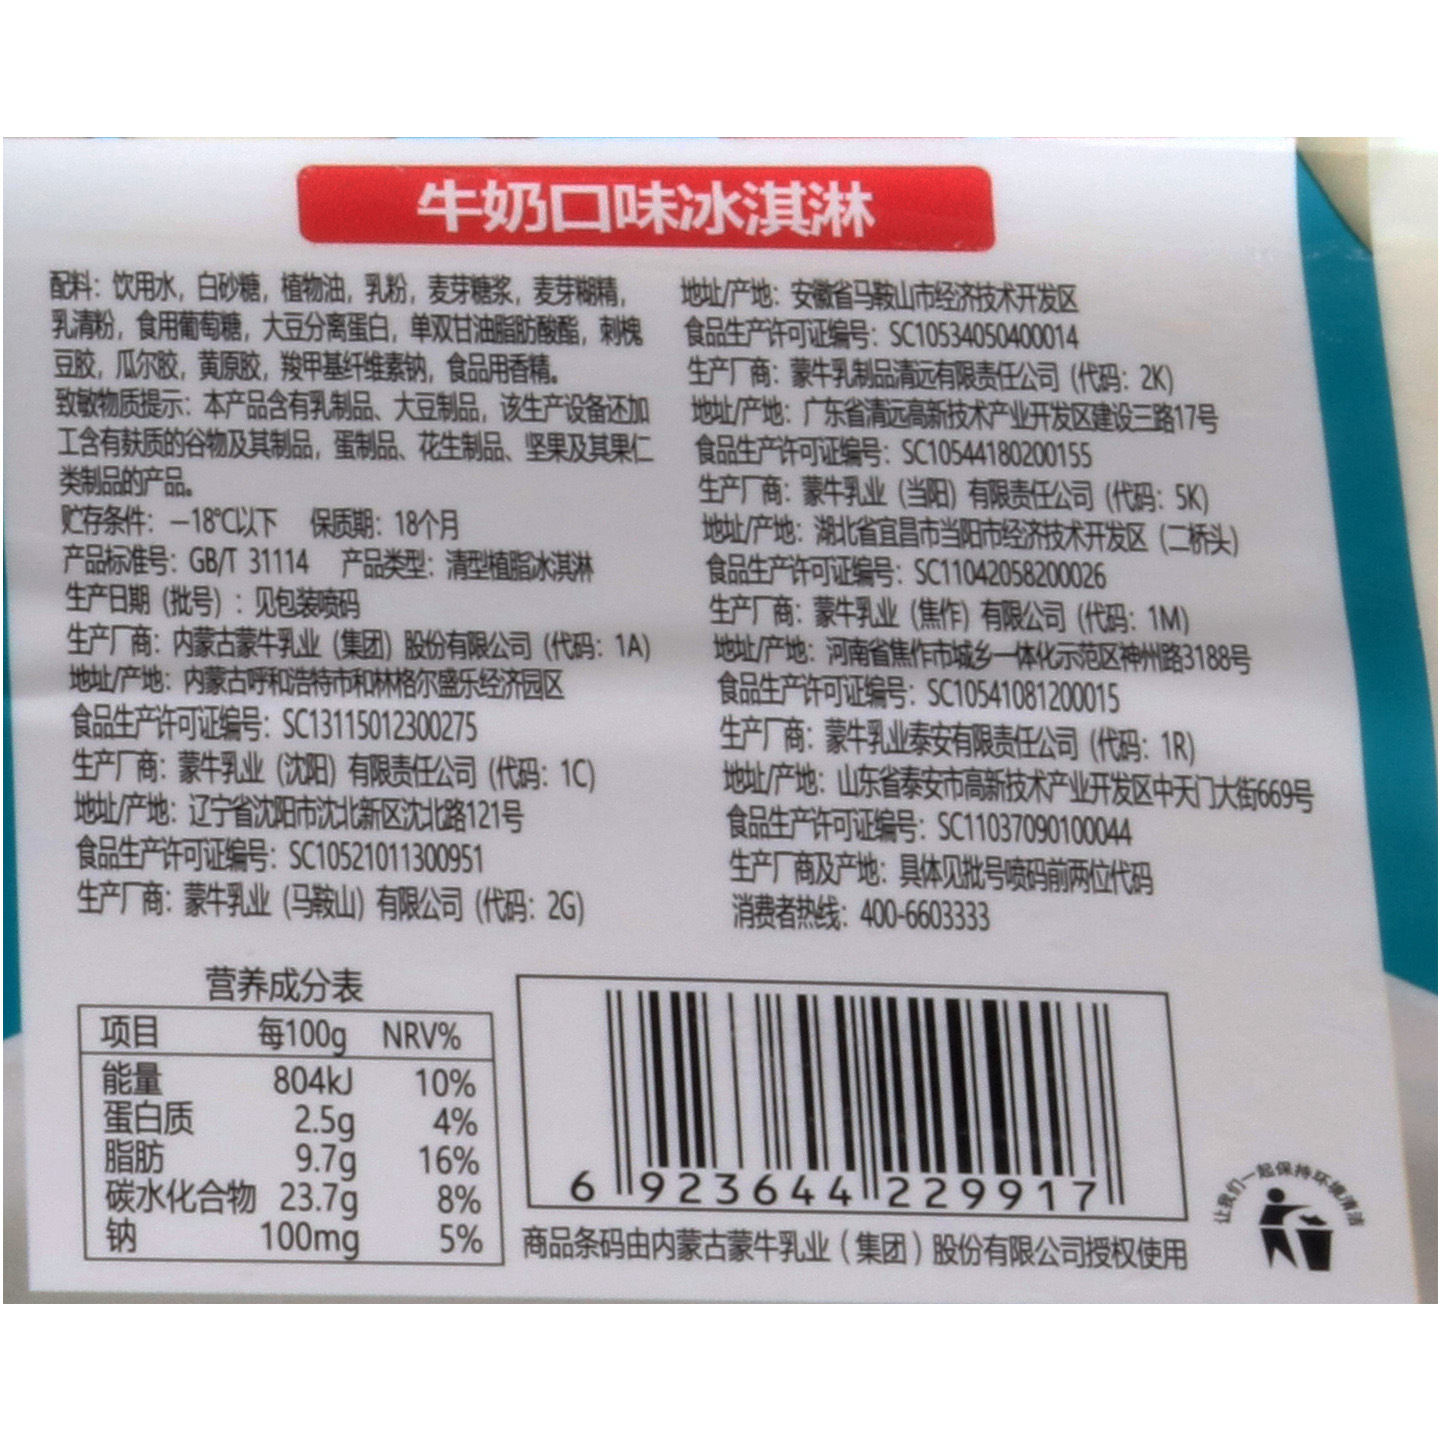 牛奶口味冰淇淋
配料：饮用水，白砂糖，植物油，乳粉，麦芽糖浆，麦芽糊精，
乳清粉，食用葡萄糖，大豆分离蛋白，单双甘油脂肪酸酯，刺槐
豆胶，瓜尔胶，黄原胶，羧甲基纤维素钠，食品用香精。
致敏物质提示：本产品含有乳制品、大豆制品，该生产设备还加
工含有麸质的谷物及其制品，蛋制品、花生制品、坚果及其果仁
类制品的产品。
贮存条件：－18℃以下 保质期：18个月
产品标准号：GB/T 31114 产品类型：清型植脂冰淇淋
生产日期（批号）：见包装喷码
生产厂商：内蒙古蒙牛乳业（集团）股份有限公司（代码：1A）
地址/产地：内蒙古呼和浩特市和林格尔盛乐经济园区
食品生产许可证编号：SC13115012300275
生产厂商：蒙牛乳业（沈阳）有限责任公司（代码：1C）
地址/产地：辽宁省沈阳市沈北新区沈北路121号
食品生产许可证编号：SC10521011300951
生产厂商：蒙牛乳业（马鞍山）有限公司（代码：2G）
地址/产地：安徽省马鞍山市经济技术开发区
食品生产许可证编号：SC10534050400014
生产厂商：蒙牛乳制品清远有限责任公司（代码：2K）
地址/产地：广东省清远高新技术产业开发区建设三路17号
食品生产许可证编号：SC10544180200155
生产厂商：蒙牛乳业（当阳）有限责任公司（代码：5K）
地址/产地：湖北省宜昌市当阳市经济技术开发区（二桥头）
食品生产许可证编号：SC11042058200026
生产厂商：蒙牛乳业（焦作）有限公司（代码：1M）
地址/产地：河南省焦作市城乡一体化示范区神州路3188号
食品生产许可证编号：SC10541081200015
生产厂商：蒙牛乳业泰安有限责任公司（代码：1R）
地址/产地：山东省泰安市高新技术产业开发区中天门大街669号
食品生产许可证编号：SC11037090100044
生产厂商及产地：具体见批号喷码前两位代码
消费者热线：400-6603333
营养成分表
项目 每100g NRV%
能量 804kJ 10%
蛋白质 2.5g 4%
脂肪 9.7g 16%
碳水化合物 23.7g 8%
钠 100mg 5%
6 923644 229917
商品条码由内蒙古蒙牛乳业（集团）股份有限公司授权使用
让我们一起保持环境清洁